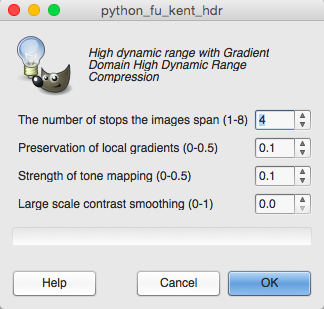 python_fu_kent_hdr
High dynamic range with Gradient
Domain High Dynamic Range
Compression
The number of stops the images span (1-8) 4
Preservation of local gradients (0-0.5) 0.1
Strength of tone mapping (0-0.5) 0.1
Large scale contrast smoothing (0-1) 0.0
Help Cancel OK